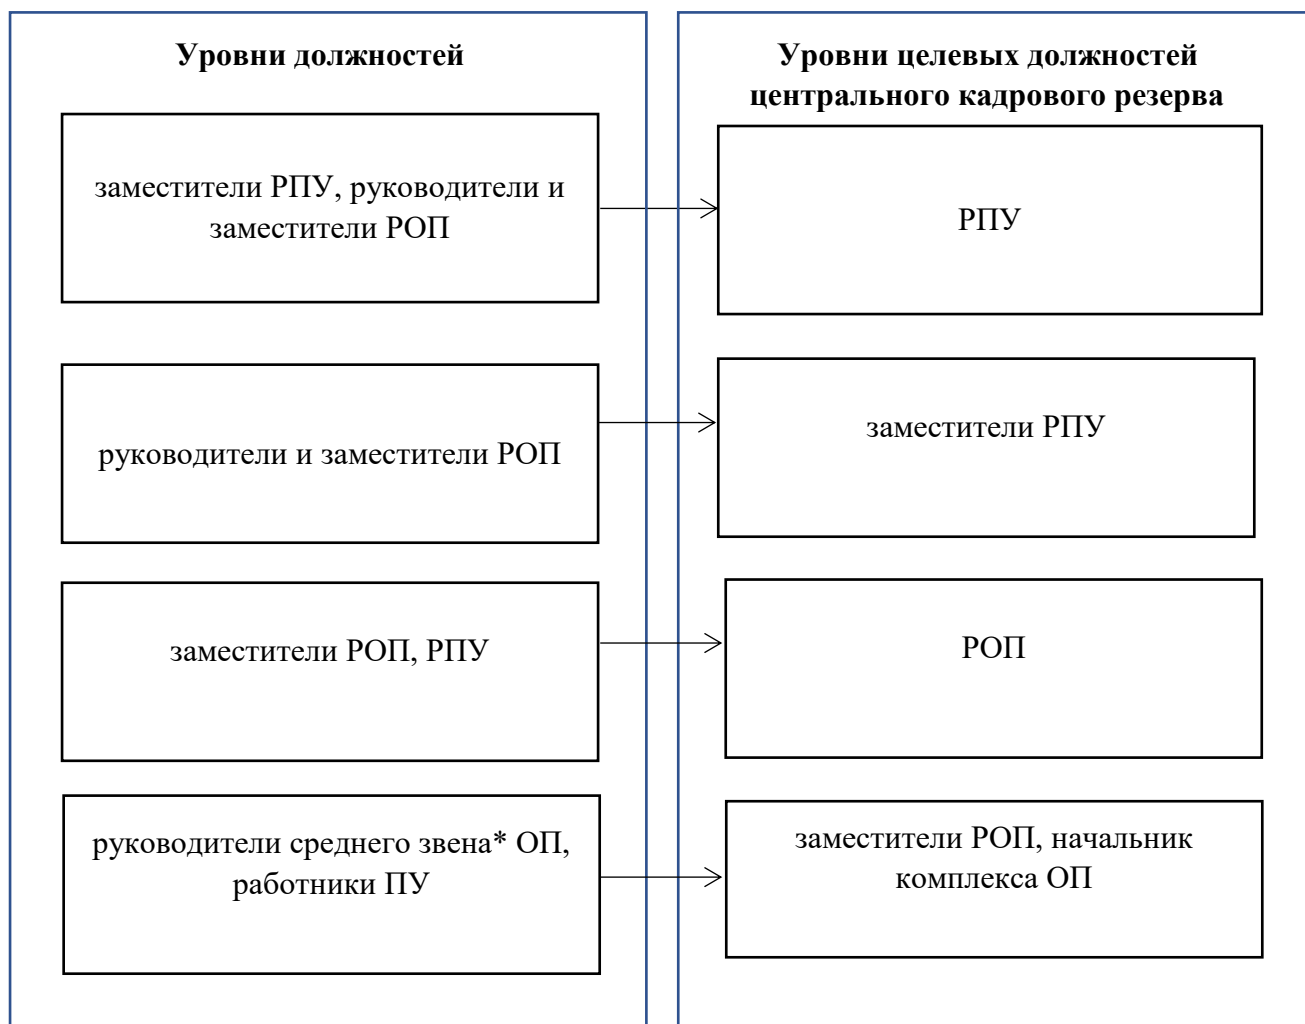 Уровни должностей
заместители РПУ, руководители и
заместители РОП
руководители и заместители РОП
заместители РОП, РПУ
руководители среднего звена* ОП,
работники ПУ
Уровни целевых должностей
центрального кадрового резерва
РПУ
заместители РПУ
РОП
заместители РОП, начальник
комплекса ОП